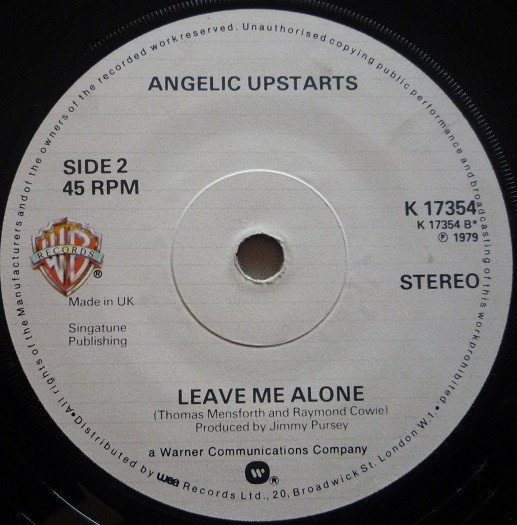 ANGELIC UPSTARTS
SIDE 2
45 RPM
K 17354
K 17354 B*
℗ 1979
STEREO
WB
RECORDS
®
Made in UK
Singatune
Publishing
LEAVE ME ALONE
(Thomas Mensforth and Raymond Cowie)
Produced by Jimmy Pursey
a Warner Communications Company
W ®
•All rights of the Manufacturers and of the owners of the recorded work reserved. Unauthorised copying public performance and broadcasting of this work prohibited.
•Distributed by wea Records Ltd., 20, Broadwick St. London W1.•